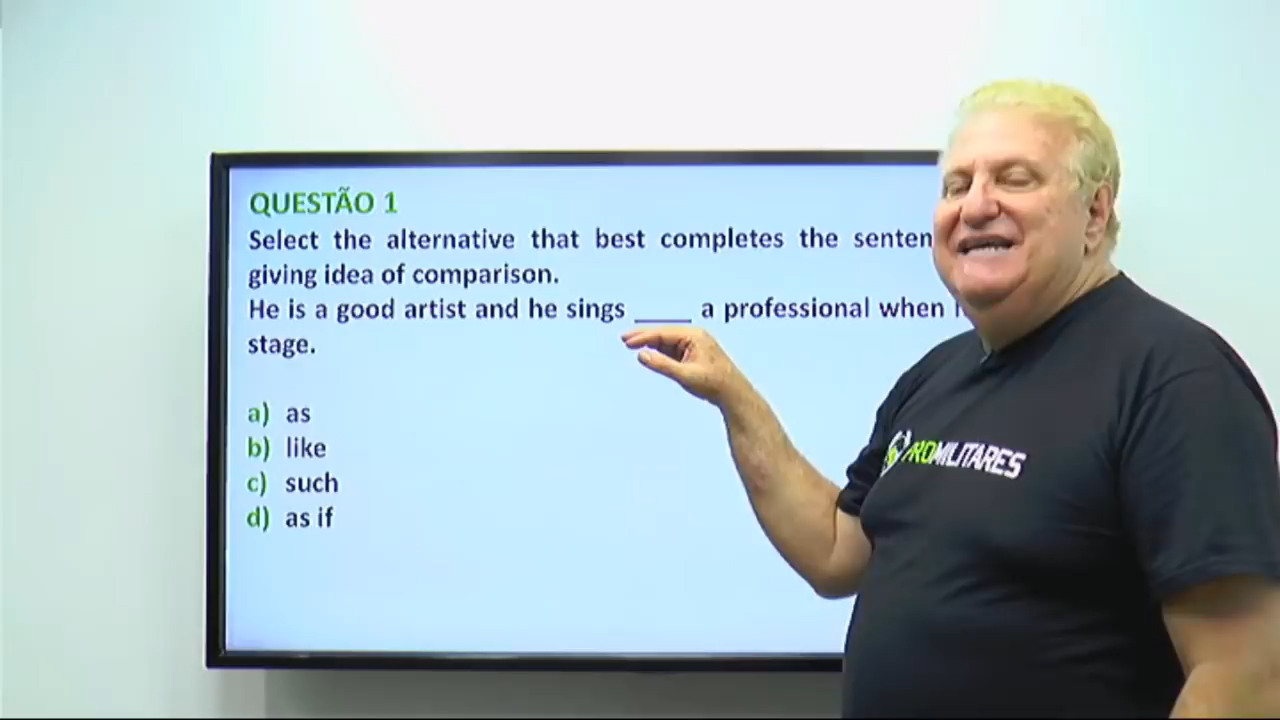 QUESTÃO 1
Select the alternative that best completes the
giving idea of comparison.
He is a good artist and he sings ____ a professional when
stage.
a) as
b) like
c) such
d) as if
PROMILITARES